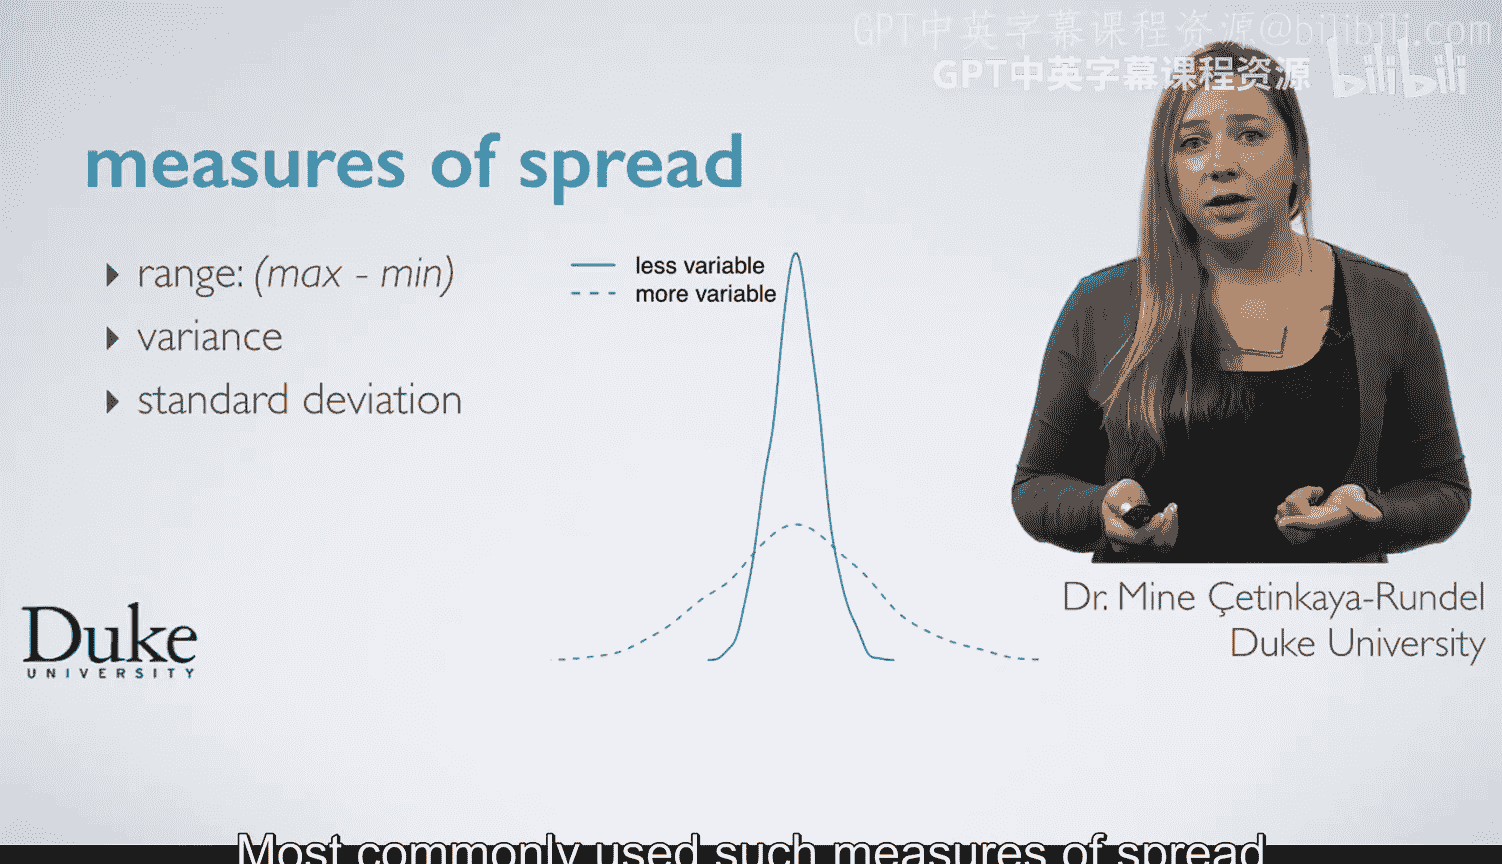 GPT中英字幕课程资源@bilibili.com
GPT中英字幕课程资源 bilibili
measures of spread
range: (max - min)
variance
standard deviation
less variable
more variable
Duke
UNIVERSITY
Dr. Mine Çetinkaya-Rundel
Duke University
Most commonly used such measures of spread